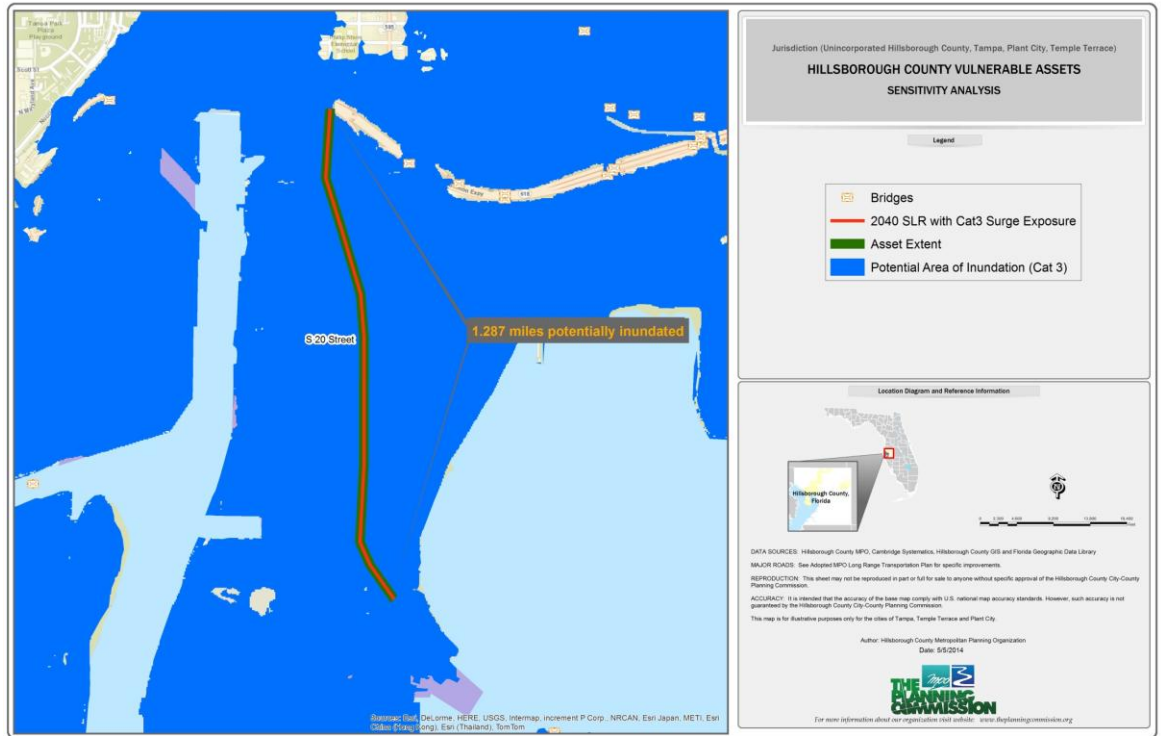 Tampa Park
Plaza
Playground
Scott St
Elementary
School
618
S 20 Street
1.287 miles potentially inundated
Sources: Esri, DeLorme, HERE, USGS, Intermap, increment P Corp., NRCAN, Esri Japan, METI, Esri
China (Hong Kong), Esri (Thailand), TomTom
Jurisdiction (Unincorporated Hillsborough County, Tampa, Plant City, Temple Terrace)
HILLSBOROUGH COUNTY VULNERABLE ASSETS
SENSITIVITY ANALYSIS
Legend
Bridges
2040 SLR with Cat3 Surge Exposure
Asset Extent
Potential Area of Inundation (Cat 3)
Location Diagram and Reference Information
Hillsborough County,
Florida
DATA SOURCES: Hillsborough County MPO, Cambridge Systematics, Hillsborough County GIS and Florida Geographic Data Library
MAJOR ROADS: See Adopted MPO Long Range Transportation Plan for specific improvements.
REPRODUCTION: This sheet may not be reproduced in part or full for sale to anyone without specific approval of the Hillsborough County City-County
Planning Commission.
ACCURACY: It is intended that the accuracy of the base map comply with U.S. national map accuracy standards. However, such accuracy is not
guaranteed by the Hillsborough County City-County Planning Commission.
This map is for illustrative purposes only for the cities of Tampa, Temple Terrace and Plant City.
Author: Hillsborough County Metropolitan Planning Organization
Date: 5/5/2014
mpo
THE
PLANNING
COMMISSION
For more information about our organization visit website: www.theplanningcommission.org